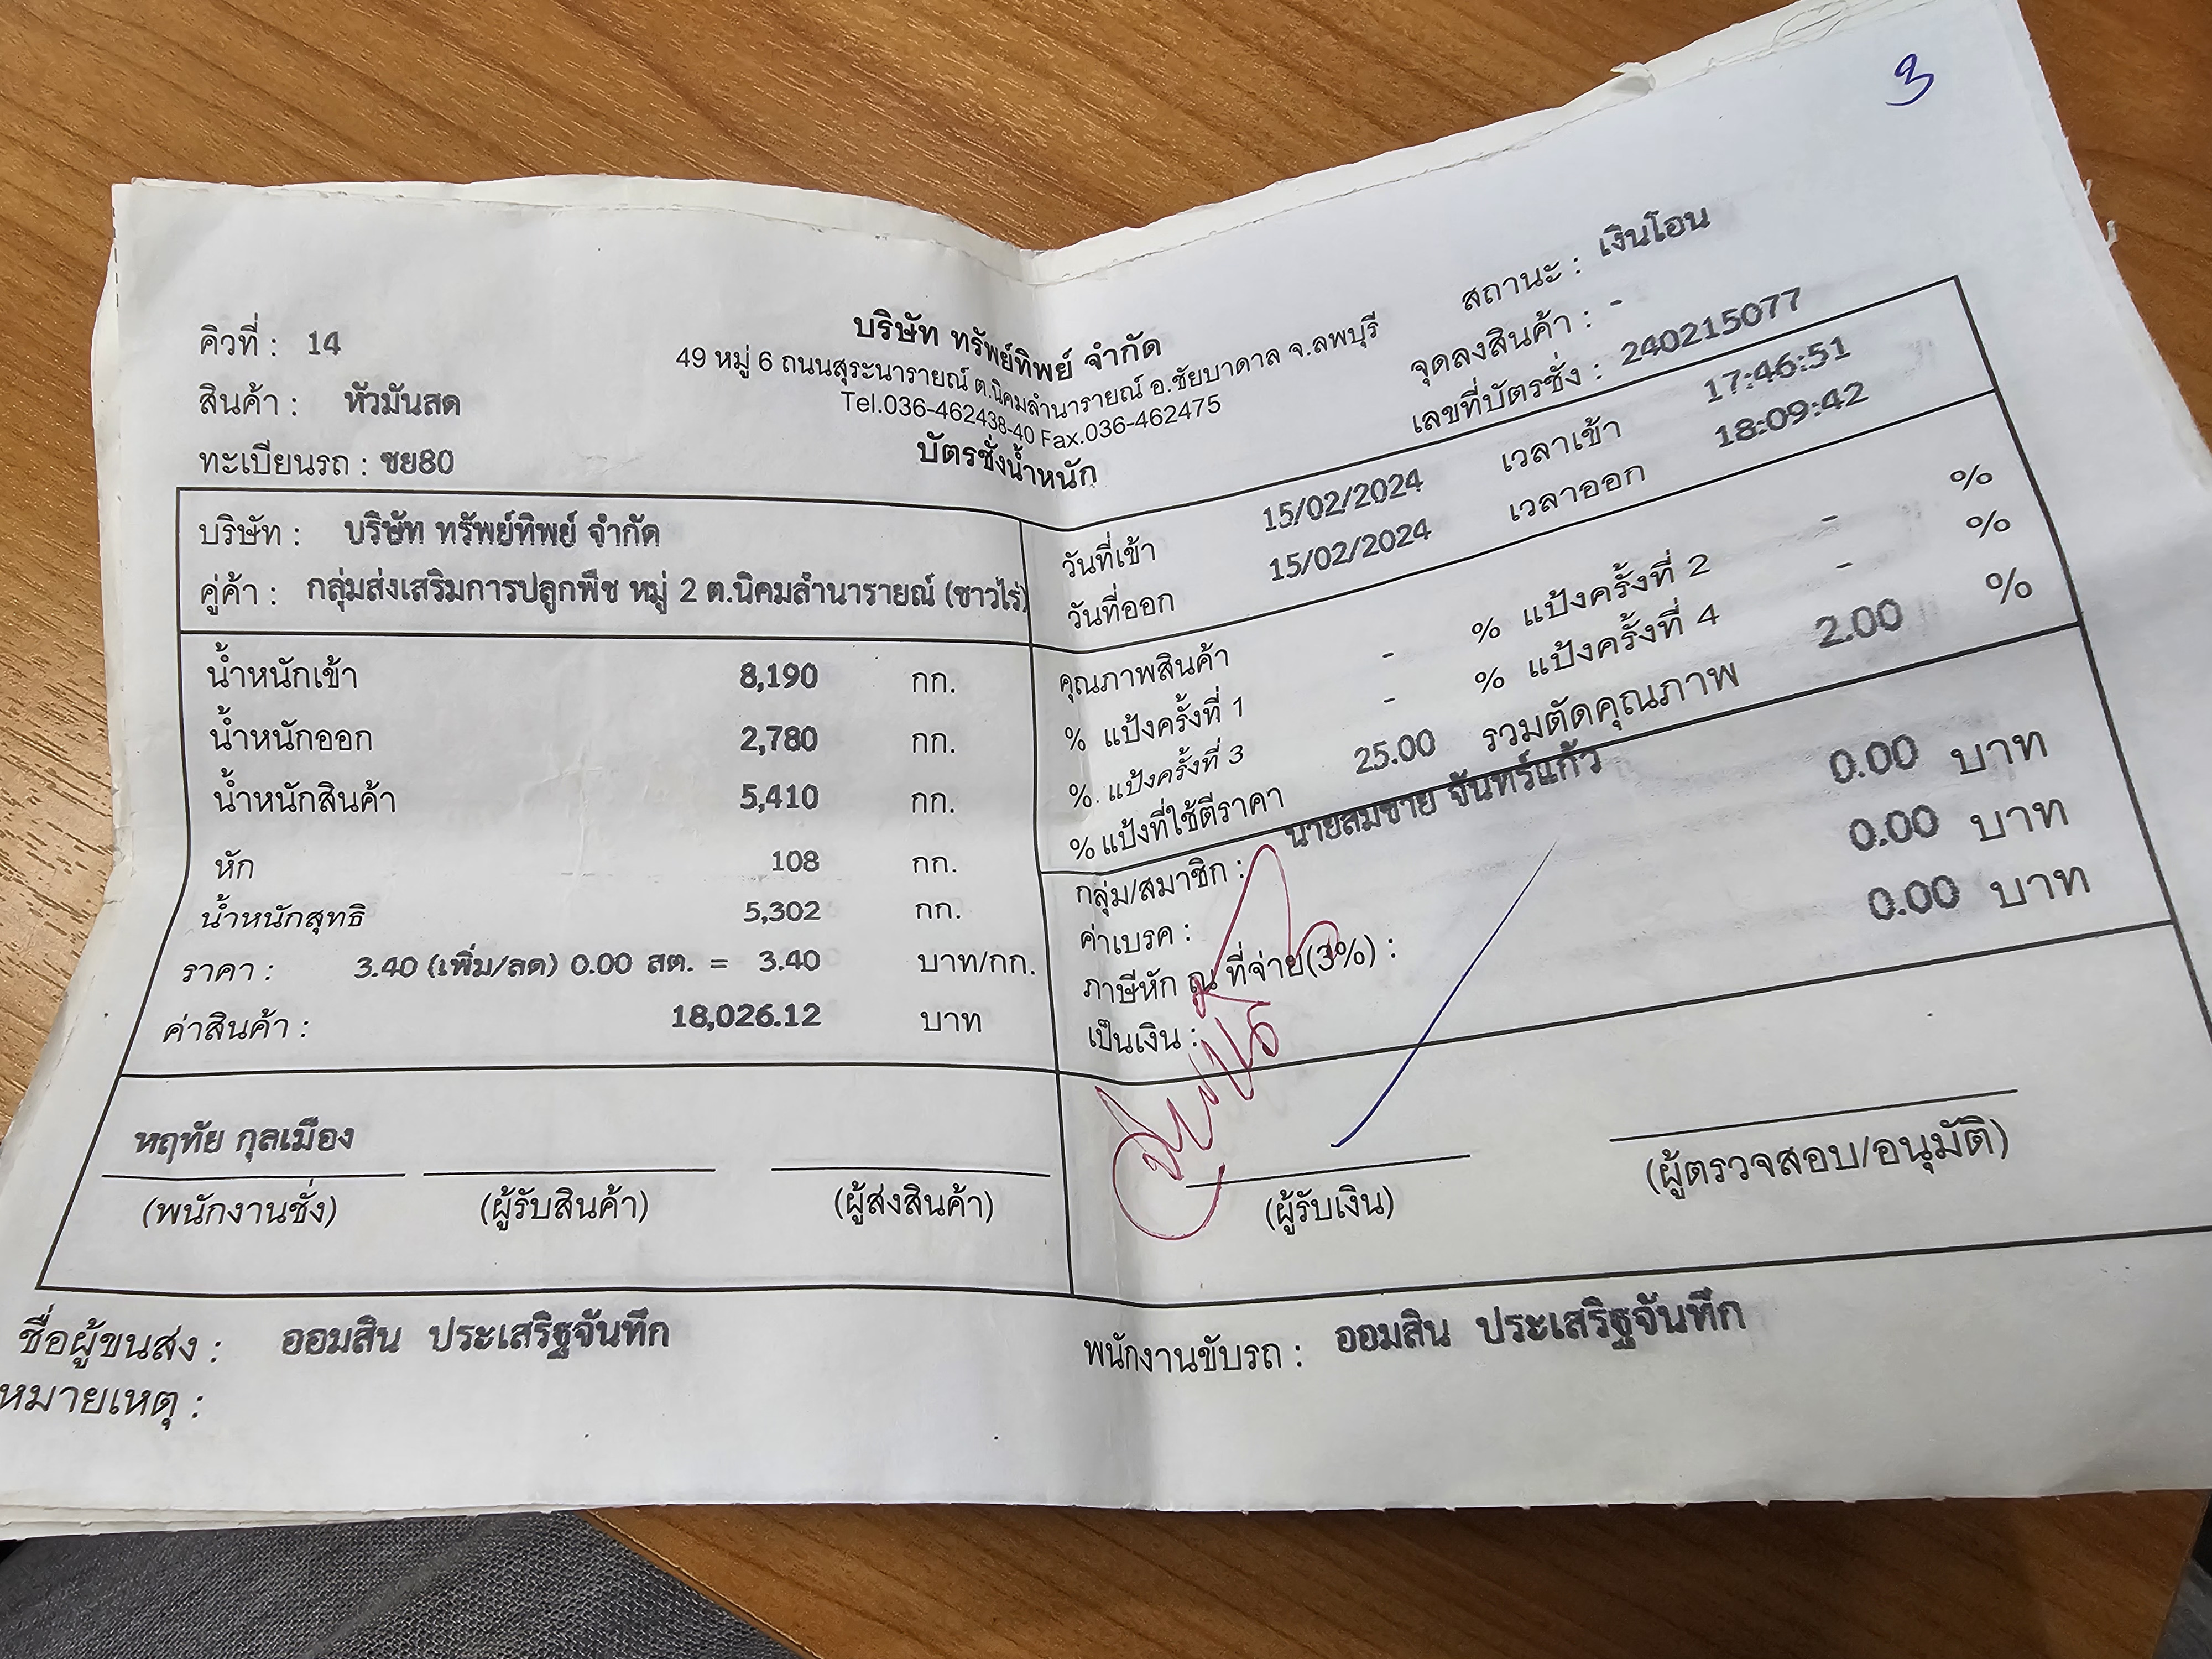 3
สถานะ : เงินโอน
คิวที่ : 14
บริษัท ทรัพย์ทิพย์ จำกัด
จุดลงสินค้า : -
สินค้า : หัวมันสด
49 หมู่ 6 ถนนสุระนารายณ์ ต.นิคมลำนารายณ์ อ.ชัยบาดาล จ.ลพบุรี
เลขที่บัตรชั่ง : 240215077
Tel.036-462438-40 Fax.036-462475
ทะเบียนรถ : ชย80
บัตรชั่งน้ำหนัก
บริษัท : บริษัท ทรัพย์ทิพย์ จำกัด
คู่ค้า : กลุ่มส่งเสริมการปลูกพืช หมู่ 2 ต.นิคมลำนารายณ์ (ชาวไร่)
วันที่เข้า 15/02/2024 เวลาเข้า 17:46:51
วันที่ออก 15/02/2024 เวลาออก 18:09:42
น้ำหนักเข้า 8,190 กก.
น้ำหนักออก 2,780 กก.
น้ำหนักสินค้า 5,410 กก.
หัก 108 กก.
น้ำหนักสุทธิ 5,302 กก.
ราคา : 3.40 (เพิ่ม/ลด) 0.00 สต. = 3.40 บาท/กก.
ค่าสินค้า : 18,026.12 บาท
คุณภาพสินค้า
% แป้งครั้งที่ 1 - % แป้งครั้งที่ 2 - %
% แป้งครั้งที่ 3 - % แป้งครั้งที่ 4 - %
% แป้งที่ใช้ตีราคา 25.00 รวมตัดคุณภาพ 2.00 %
กลุ่ม/สมาชิก : นายสมชาย จันทร์แก้ว
ค่าเบรค : 0.00 บาท
ภาษีหัก ณ ที่จ่าย(3%) : 0.00 บาท
เป็นเงิน : 0.00 บาท
หฤทัย กุลเมือง
(พนักงานชั่ง) (ผู้รับสินค้า) (ผู้ส่งสินค้า) (ผู้รับเงิน) (ผู้ตรวจสอบ/อนุมัติ)
ชื่อผู้ขนส่ง : ออมสิน ประเสริฐจันทึก
พนักงานขับรถ : ออมสิน ประเสริฐจันทึก
หมายเหตุ :